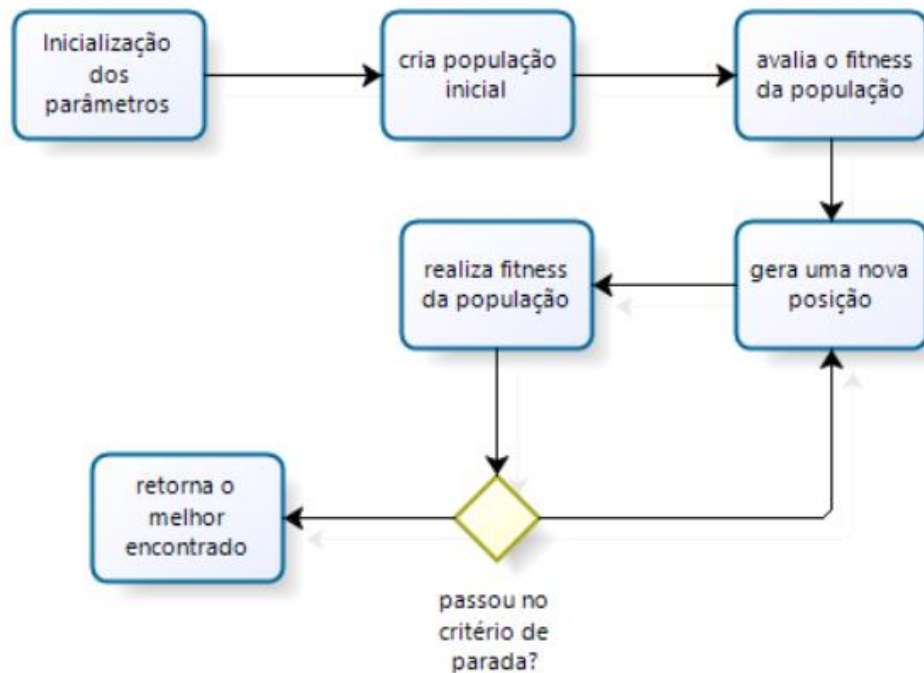 Inicialização
dos
parâmetros
cria população
inicial
avalia o fitness
da população
gera uma nova
posição
realiza fitness
da população
passou no
critério de
parada?
retorna o
melhor
encontrado